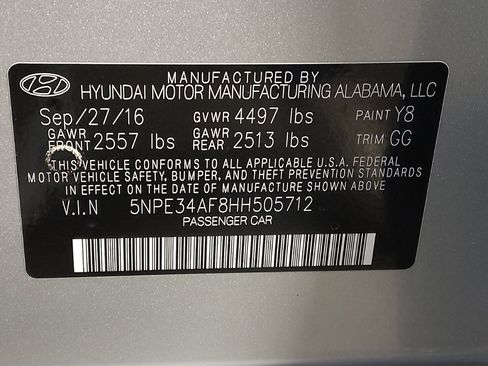 MANUFACTURED BY
HYUNDAI MOTOR MANUFACTURING ALABAMA, LLC
Sep/27/16 GVWR 4497 lbs PAINT Y8
GAWR FRONT 2557 lbs GAWR REAR 2513 lbs TRIM GG
THIS VEHICLE CONFORMS TO ALL APPLICABLE U.S.A. FEDERAL
MOTOR VEHICLE SAFETY, BUMPER, AND THEFT PREVENTION STANDARDS
IN EFFECT ON THE DATE OF MANUFACTURE SHOWN ABOVE.
V.I.N 5NPE34AF8HH505712
PASSENGER CAR